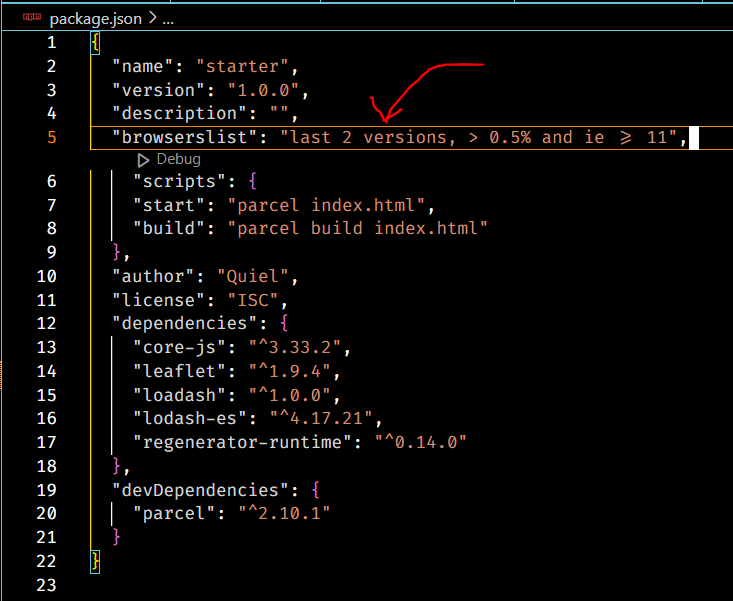 package.json > ...
1 {
2 "name": "starter",
3 "version": "1.0.0",
4 "description": "",
5 "browserslist": "last 2 versions, > 0.5% and ie ⩾ 11",
Debug
6 "scripts": {
7 "start": "parcel index.html",
8 "build": "parcel build index.html"
9 },
10 "author": "Quiel",
11 "license": "ISC",
12 "dependencies": {
13 "core-js": "^3.33.2",
14 "leaflet": "^1.9.4",
15 "loadash": "^1.0.0",
16 "lodash-es": "^4.17.21",
17 "regenerator-runtime": "^0.14.0"
18 },
19 "devDependencies": {
20 "parcel": "^2.10.1"
21 }
22 }
23